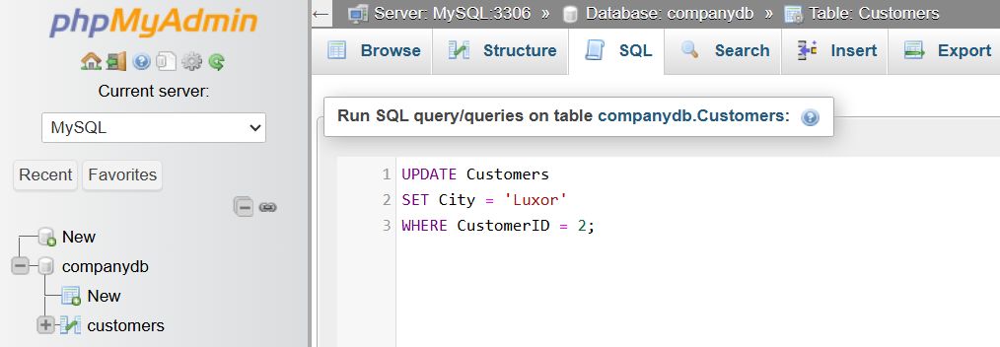 phpMyAdmin
Current server:
MySQL
Recent Favorites
New
companydb
New
customers
Server: MySQL:3306 » Database: companydb » Table: Customers
Browse Structure SQL Search Insert Export
Run SQL query/queries on table companydb.Customers:
1 UPDATE Customers
2 SET City = 'Luxor'
3 WHERE CustomerID = 2;